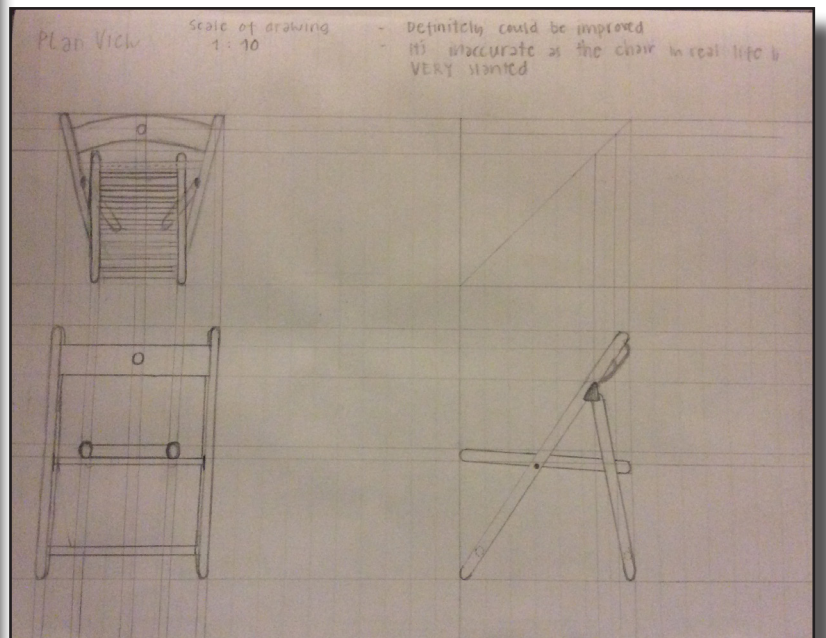 Plan View
Scale of drawing
1 : 10
- Definitely could be improved
- It's inaccurate as the chair in real life is
VERY slanted